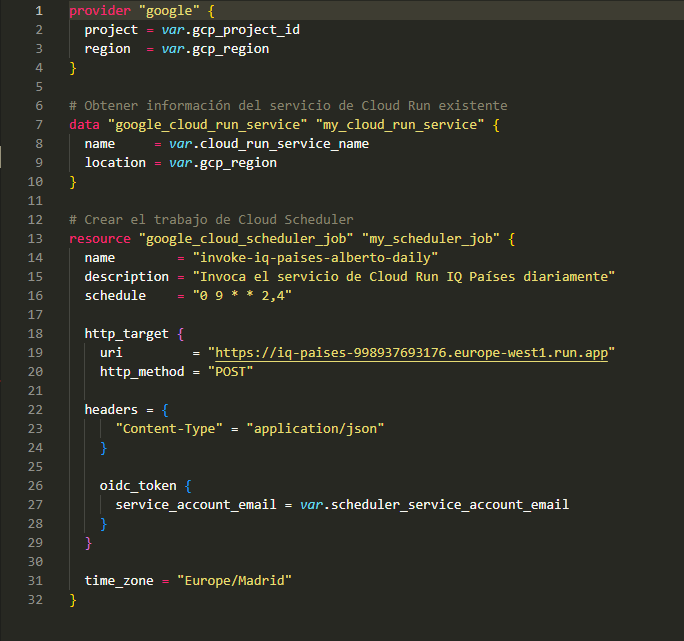 1 provider "google" {
2   project = var.gcp_project_id
3   region  = var.gcp_region
4 }
5
6 # Obtener información del servicio de Cloud Run existente
7 data "google_cloud_run_service" "my_cloud_run_service" {
8   name     = var.cloud_run_service_name
9   location = var.gcp_region
10 }
11
12 # Crear el trabajo de Cloud Scheduler
13 resource "google_cloud_scheduler_job" "my_scheduler_job" {
14   name        = "invoke-iq-paises-alberto-daily"
15   description = "Invoca el servicio de Cloud Run IQ Países diariamente"
16   schedule    = "0 9 * * 2,4"
17
18   http_target {
19     uri         = "https://iq-paises-998937693176.europe-west1.run.app"
20     http_method = "POST"
21
22   headers = {
23       "Content-Type" = "application/json"
24     }
25
26     oidc_token {
27       service_account_email = var.scheduler_service_account_email
28     }
29   }
30
31   time_zone = "Europe/Madrid"
32 }